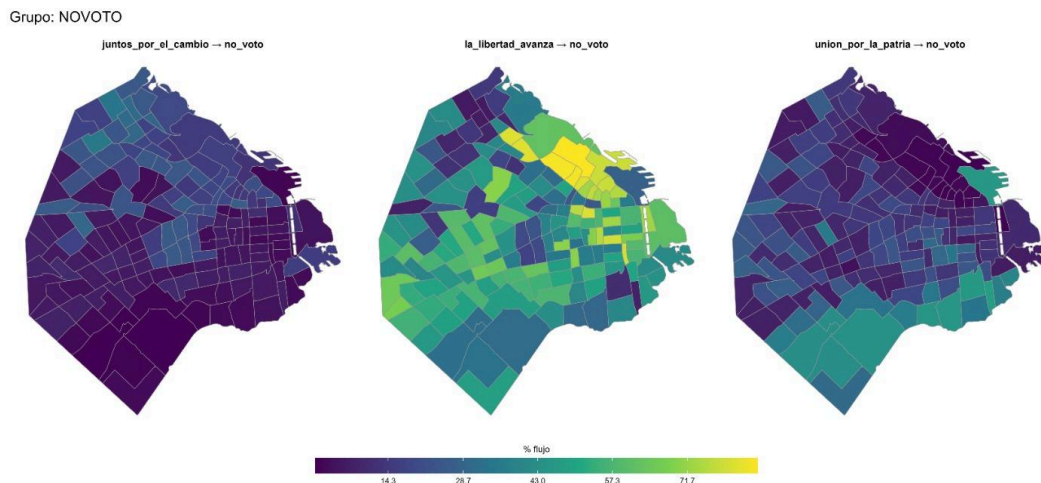 Grupo: NOVOTO
juntos_por_el_cambio → no_voto
la_libertad_avanza → no_voto
union_por_la_patria → no_voto
% flujo
14.3 28.7 43.0 57.3 71.7